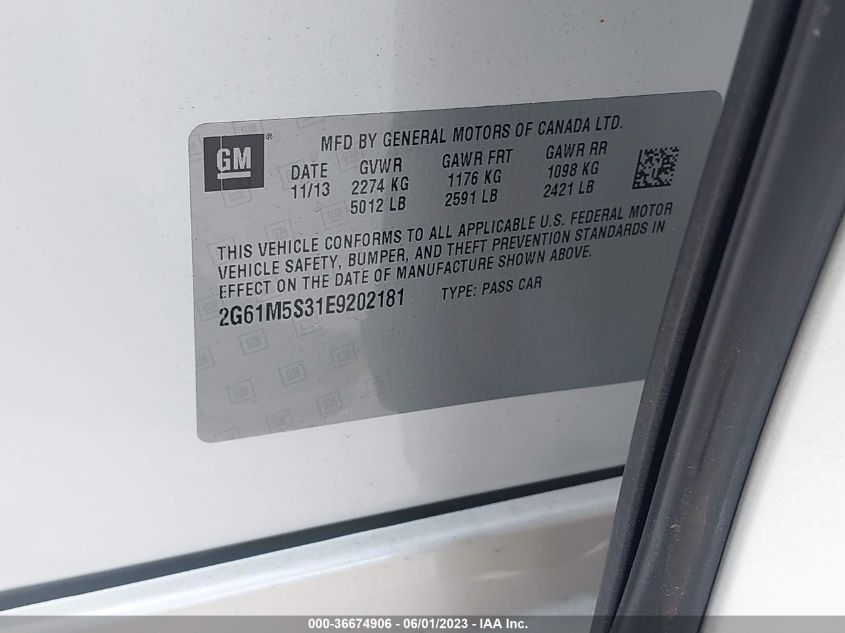 GM ®
MFD BY GENERAL MOTORS OF CANADA LTD.
DATE GVWR GAWR FRT GAWR RR
11/13 2274 KG 1176 KG 1098 KG
5012 LB 2591 LB 2421 LB
THIS VEHICLE CONFORMS TO ALL APPLICABLE U.S. FEDERAL MOTOR
VEHICLE SAFETY, BUMPER, AND THEFT PREVENTION STANDARDS IN
EFFECT ON THE DATE OF MANUFACTURE SHOWN ABOVE.
2G61M5S31E9202181 TYPE: PASS CAR
000-36674906 - 06/01/2023 - © IAA Inc.